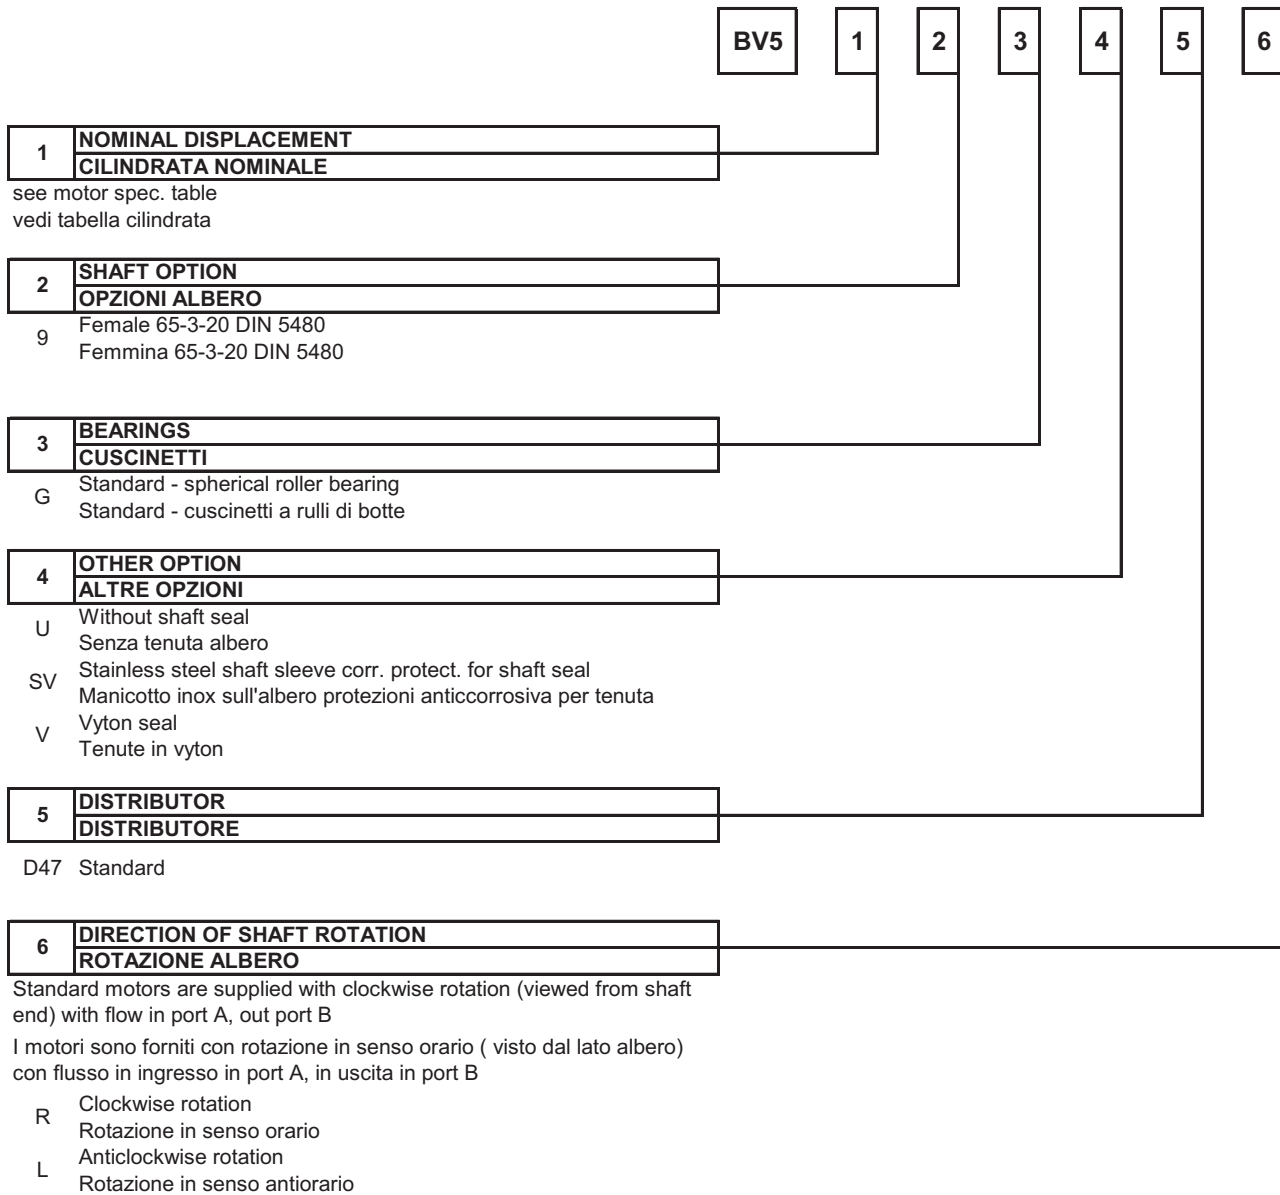 BV5 1 2 3 4 5 6
1 NOMINAL DISPLACEMENT
CILINDRATA NOMINALE
see motor spec. table
vedi tabella cilindrata
2 SHAFT OPTION
OPZIONI ALBERO
9 Female 65-3-20 DIN 5480
Femmina 65-3-20 DIN 5480
3 BEARINGS
CUSCINETTI
G Standard - spherical roller bearing
Standard - cuscinetti a rulli di botte
4 OTHER OPTION
ALTRE OPZIONI
U Without shaft seal
Senza tenuta albero
SV Stainless steel shaft sleeve corr. protect. for shaft seal
Manicotto inox sull'albero protezioni anticcorrosiva per tenuta
V Vyton seal
Tenute in vyton
5 DISTRIBUTOR
DISTRIBUTORE
D47 Standard
6 DIRECTION OF SHAFT ROTATION
ROTAZIONE ALBERO
Standard motors are supplied with clockwise rotation (viewed from shaft
end) with flow in port A, out port B
I motori sono forniti con rotazione in senso orario ( visto dal lato albero)
con flusso in ingresso in port A, in uscita in port B
R Clockwise rotation
Rotazione in senso orario
L Anticlockwise rotation
Rotazione in senso antiorario